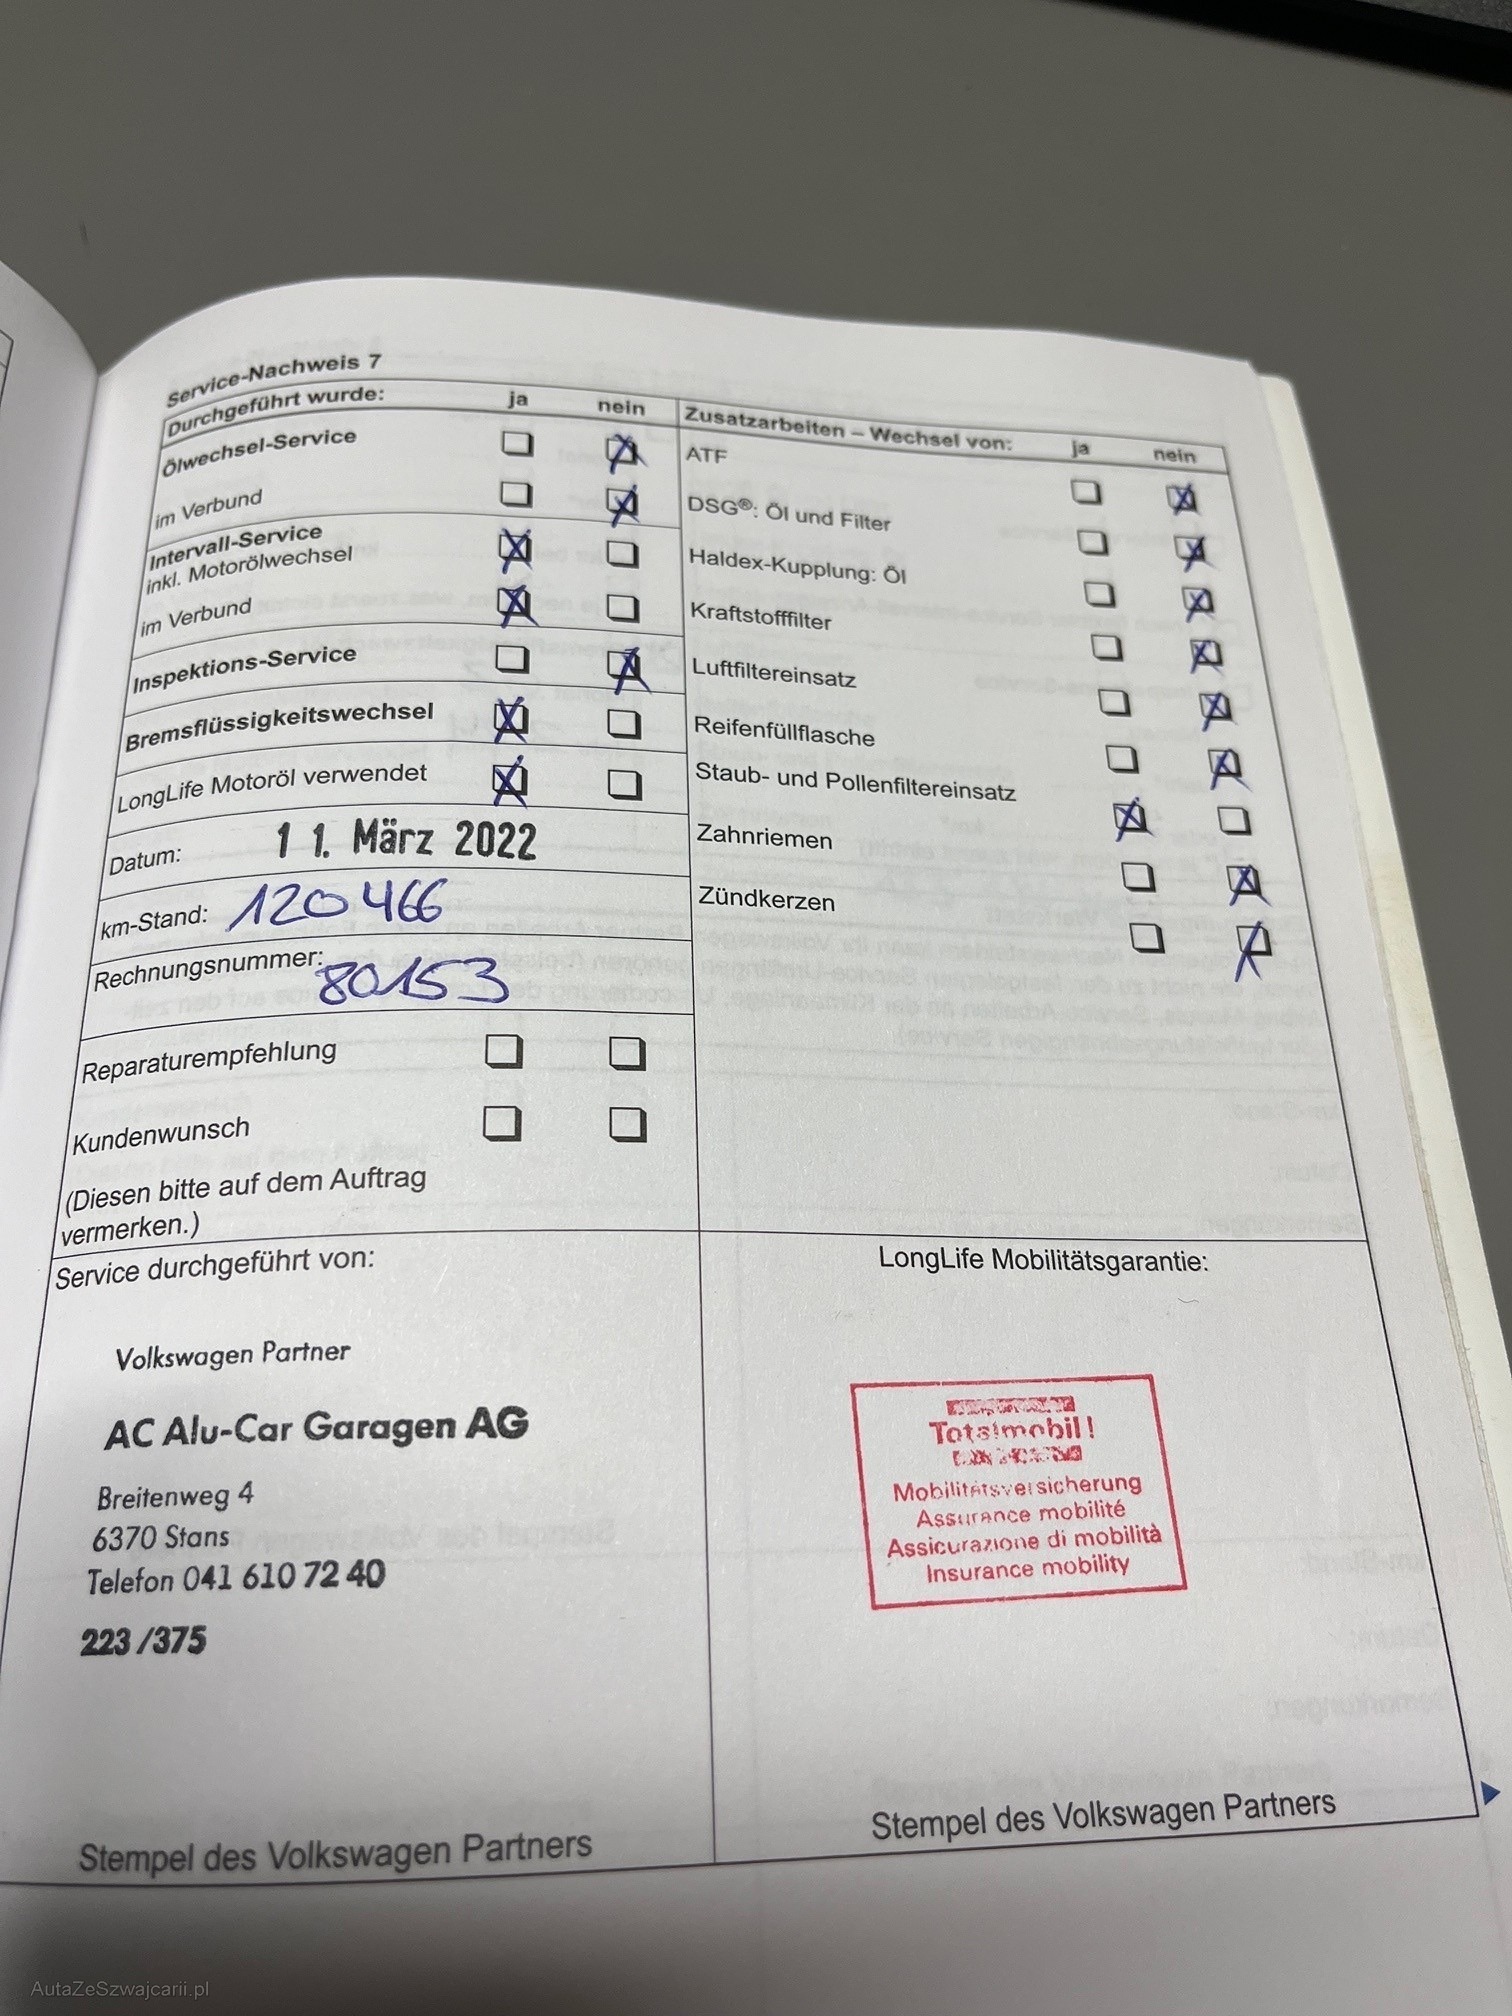 Service-Nachweis 7
Durchgeführt wurde: ja nein
Ölwechsel-Service
im Verbund
Intervall-Service
inkl. Motorölwechsel
im Verbund
Inspektions-Service
Bremsflüssigkeitswechsel
LongLife Motoröl verwendet
Datum: 11. März 2022
km-Stand: 120466
Rechnungsnummer: 80153
Reparaturempfehlung
Kundenwunsch
(Diesen bitte auf dem Auftrag
vermerken.)
Zusatzarbeiten – Wechsel von: ja nein
ATF
DSG®: Öl und Filter
Haldex-Kupplung: Öl
Kraftstofffilter
Luftfiltereinsatz
Reifenfüllflasche
Staub- und Pollenfiltereinsatz
Zahnriemen
Zündkerzen
Service durchgeführt von:
Volkswagen Partner
AC Alu-Car Garagen AG
Breitenweg 4
6370 Stans
Telefon 041 610 72 40
223/375
Stempel des Volkswagen Partners
LongLife Mobilitätsgarantie:
Totalmobil!
Mobilitätsversicherung
Assurance mobilité
Assicurazione di mobilità
Insurance mobility
Stempel des Volkswagen Partners
AutaZeSzwajcarii.pl